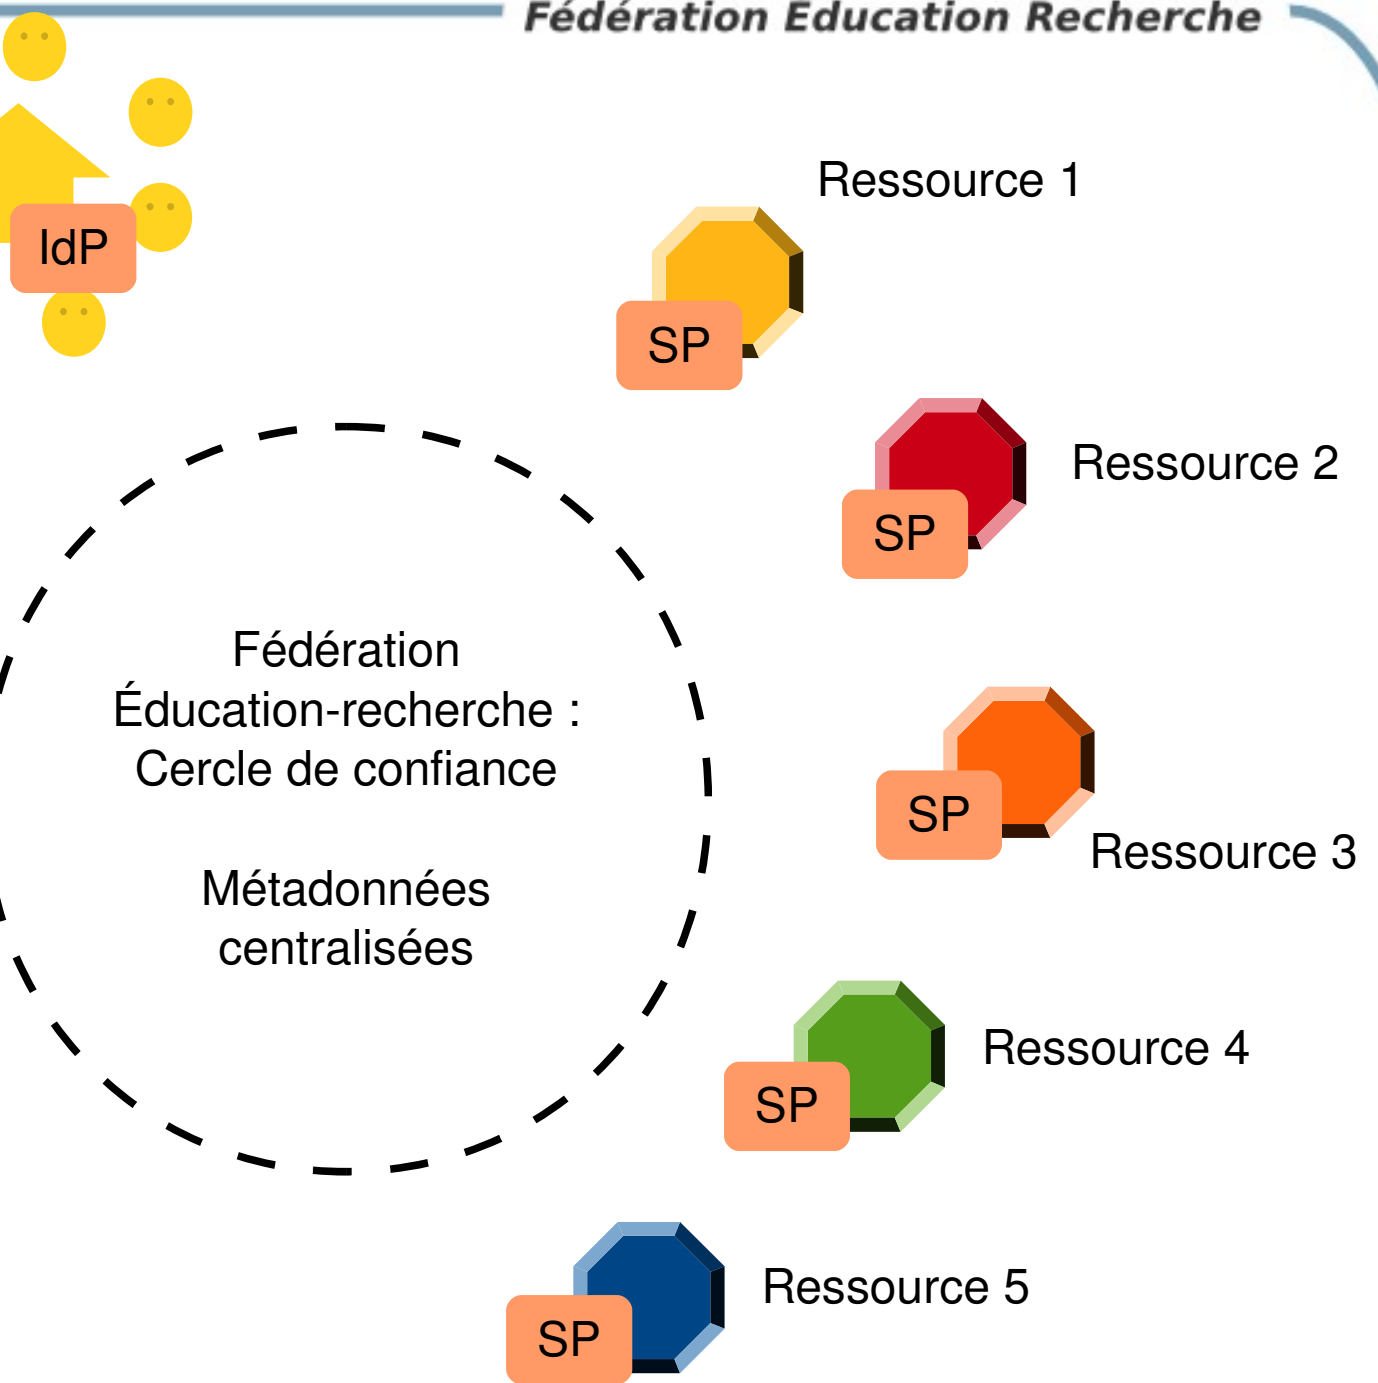 Fédération Education Recherche
Ressource 1
IdP
SP
Ressource 2
SP
Fédération
Éducation-recherche :
Cercle de confiance
Métadonnées
centralisées
SP
Ressource 3
Ressource 4
SP
Ressource 5
SP